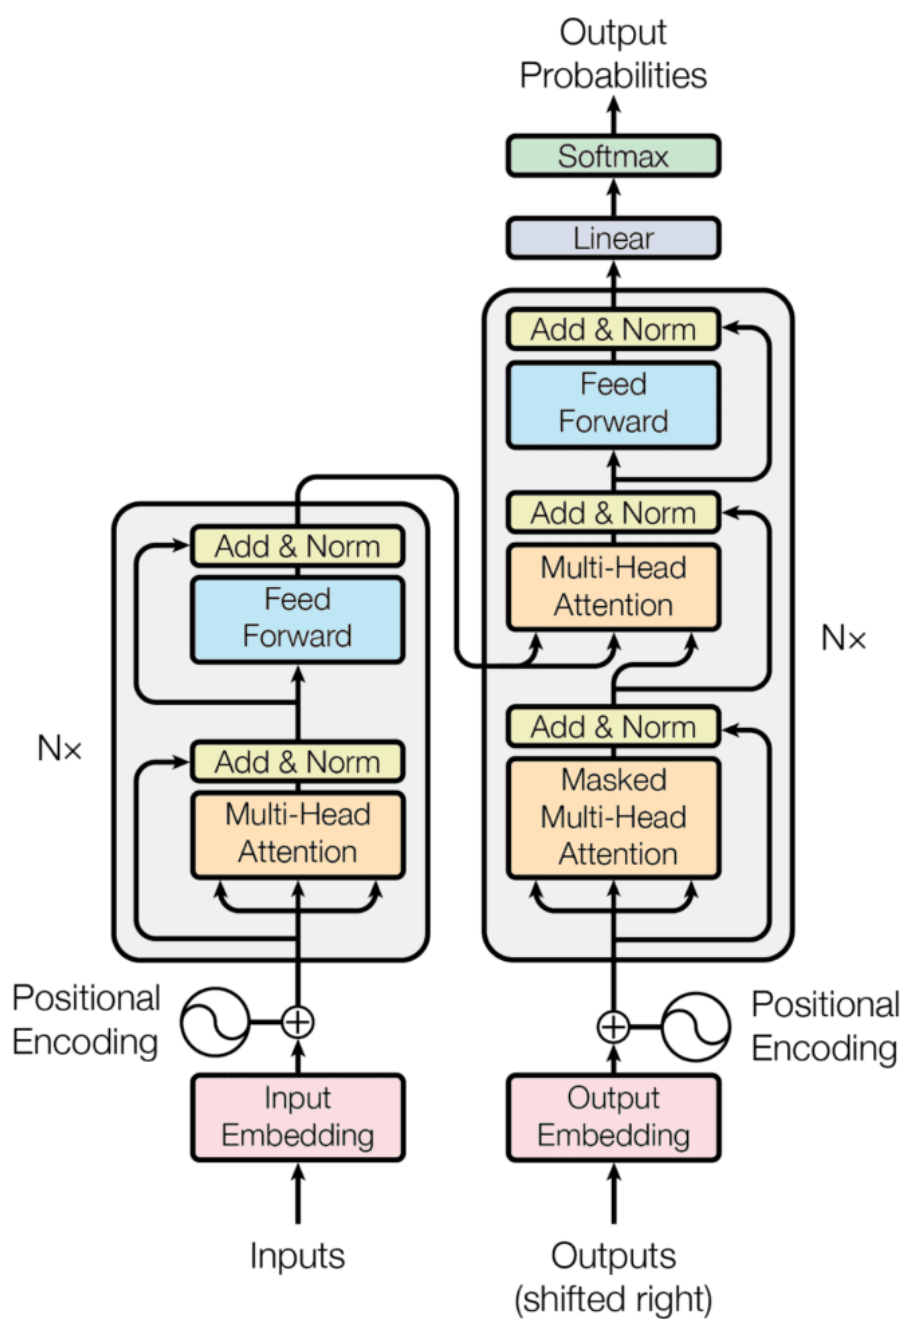 Output
Probabilities
Softmax
Linear
Add & Norm
Feed
Forward
Add & Norm
Multi-Head
Attention
Nx
Add & Norm
Masked
Multi-Head
Attention
Add & Norm
Feed
Forward
Nx
Add & Norm
Multi-Head
Attention
Positional
Encoding
Positional
Encoding
Input
Embedding
Output
Embedding
Inputs
Outputs
(shifted right)